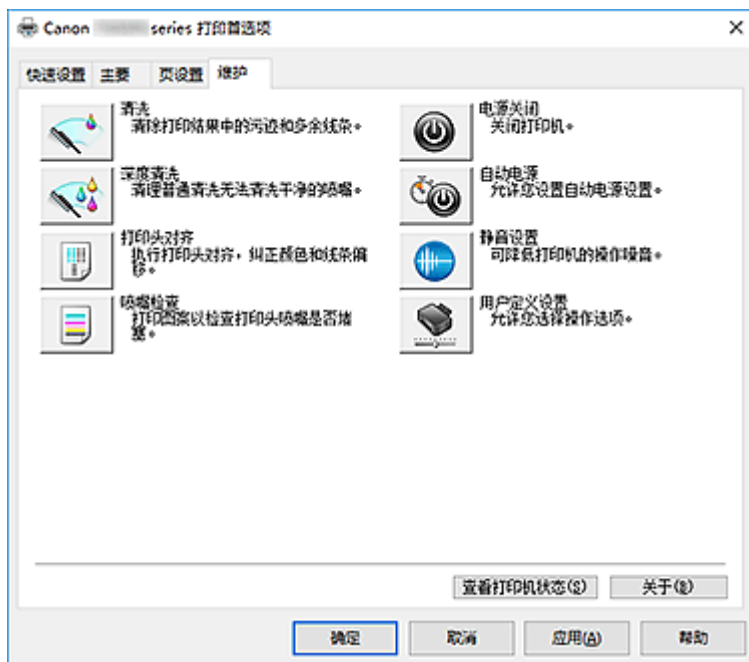 Canon series 打印首选项
快速设置 主要 页设置 维护
清洗
清除打印结果中的污迹和多余线条。
深度清洗
清理普通清洗无法清洗干净的喷嘴。
打印头对齐
执行打印头对齐，纠正颜色和线条偏
移。
喷嘴检查
打印图案以检查打印头喷嘴是否堵
塞。
电源关闭
关闭打印机。
自动电源
允许您设置自动电源设置。
静音设置
可降低打印机的操作噪音。
用户定义设置
允许您选择操作选项。
查看打印机状态(S) 关于(B)
确定 取消 应用(A) 帮助